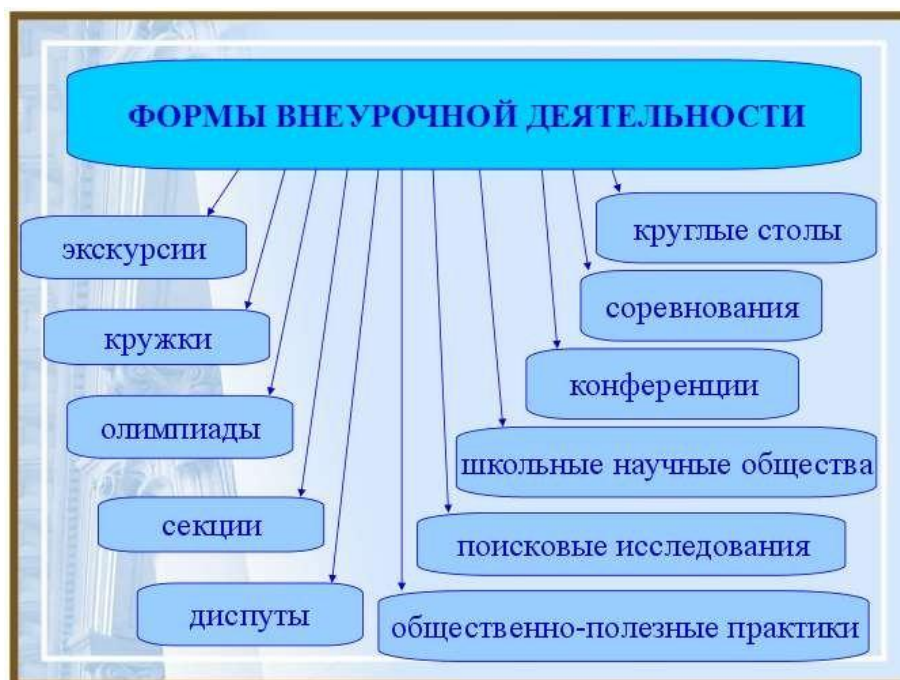 ФОРМЫ ВНЕУРОЧНОЙ ДЕЯТЕЛЬНОСТИ
экскурсии
кружки
олимпиады
секции
диспуты
круглые столы
соревнования
конференции
школьные научные общества
поисковые исследования
общественно-полезные практики